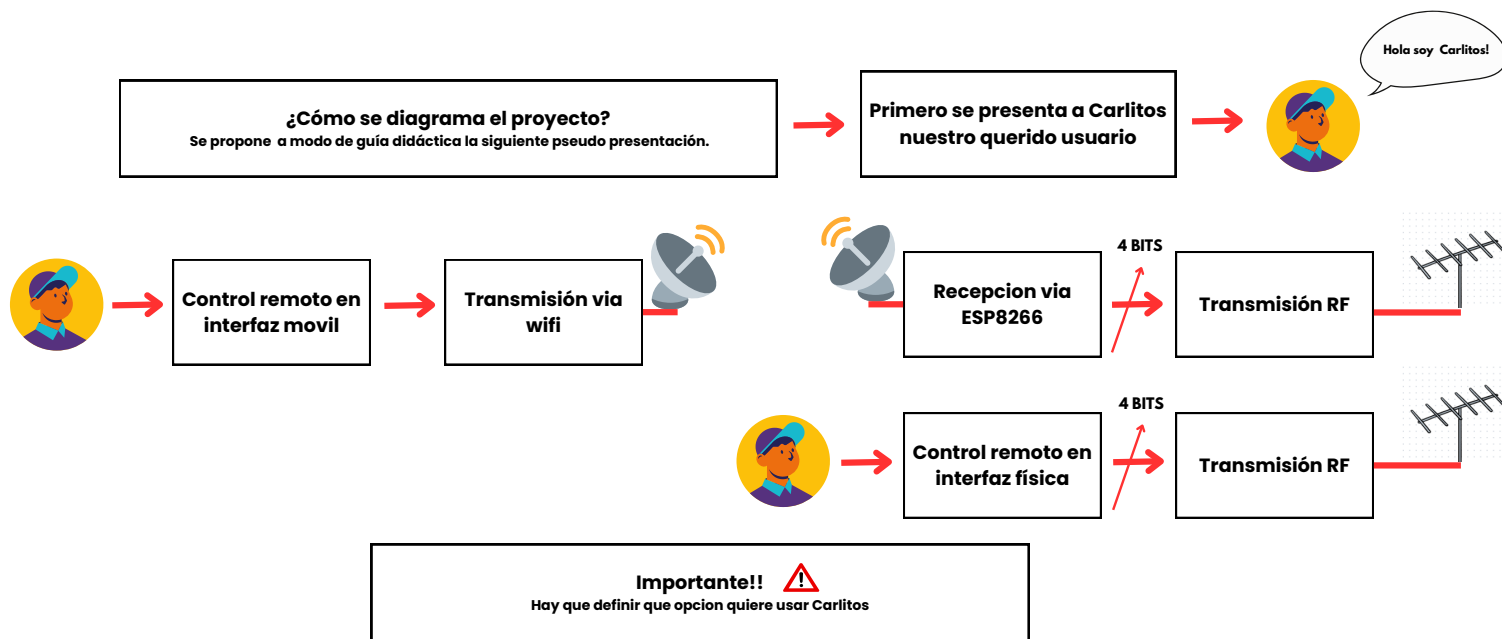 Hola soy  Carlitos!
¿Cómo se diagrama el proyecto?
Se propone  a modo de guía didáctica la siguiente pseudo presentación.
Primero se presenta a Carlitos
nuestro querido usuario
Control remoto en
interfaz movil
Transmisión via
wifi
Recepcion via
ESP8266
4 BITS
Transmisión RF
Control remoto en
interfaz física
4 BITS
Transmisión RF
Importante!!
Hay que definir que opcion quiere usar Carlitos